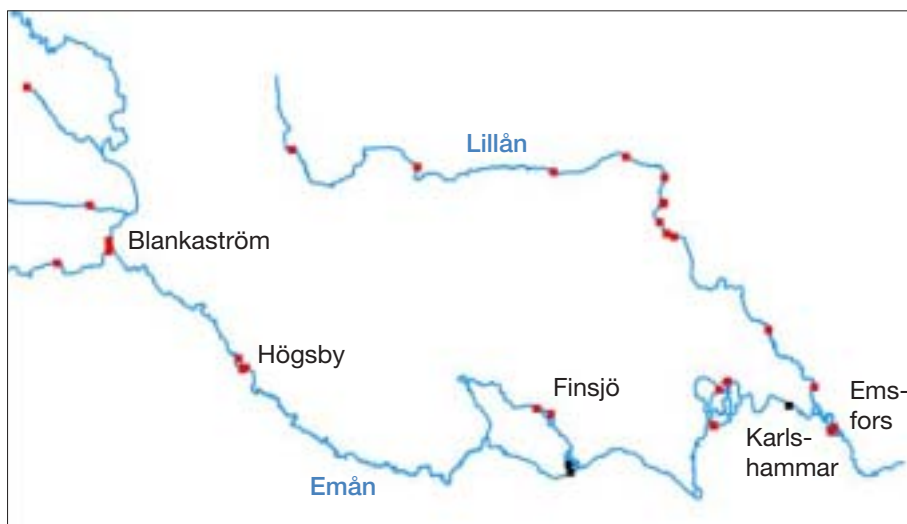 Lillån
Blankaström
Högsby
Finsjö
Ems-
fors
Karls-
hammar
Emån